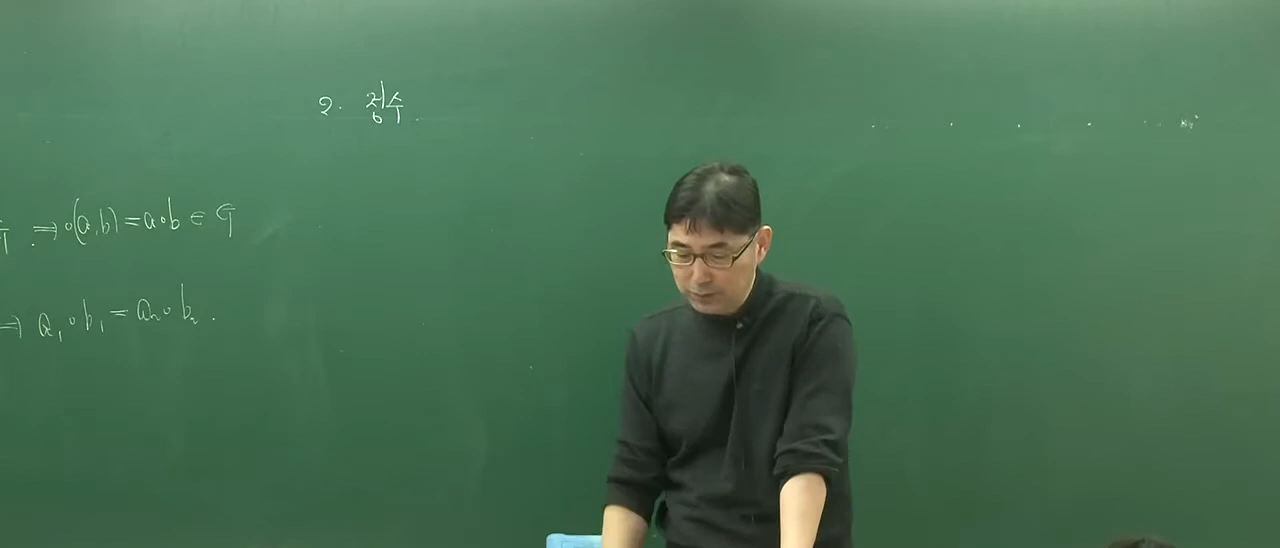 2. 정수
⇒ ∘(a,b) = a∘b ∈ G
⇒ a₁∘b₁ = a₂∘b₂.